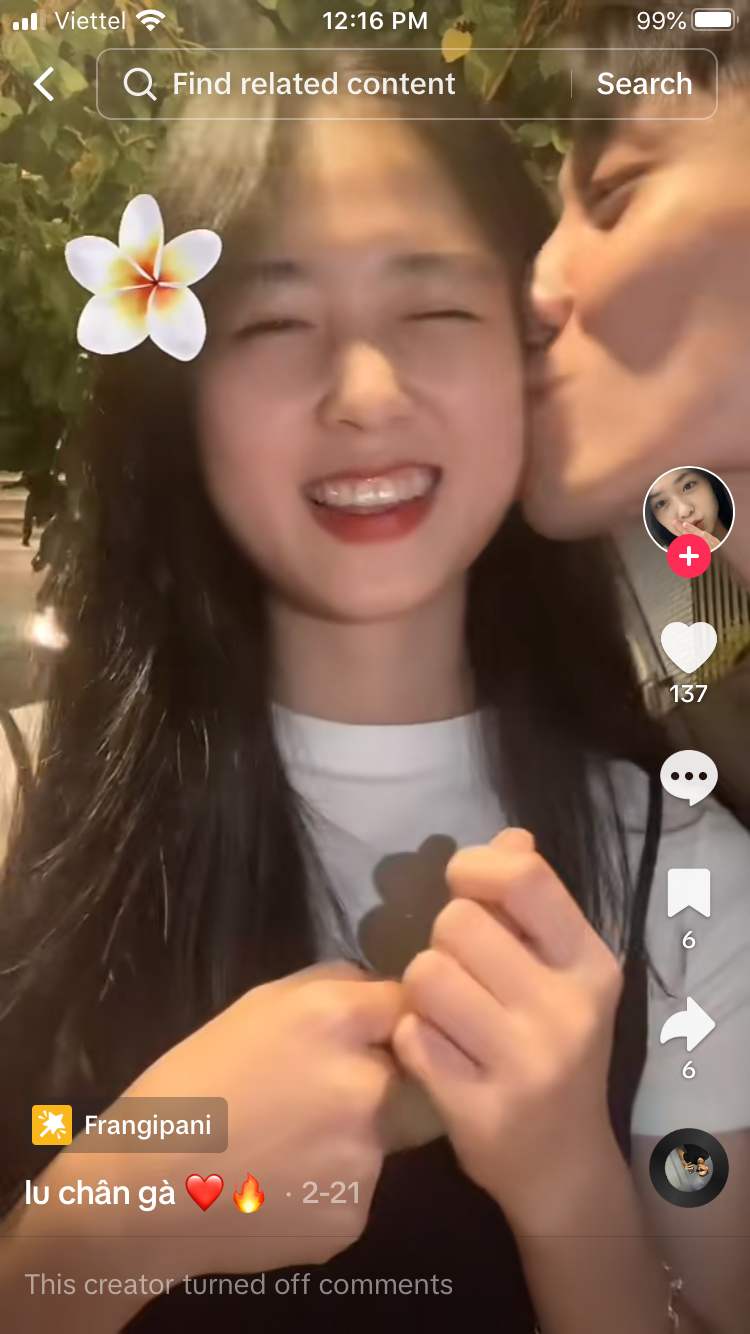 Viettel 12:16 PM 99%
Find related content Search
137
6
6
Frangipani
lu chân gà ❤️🔥 · 2-21
This creator turned off comments